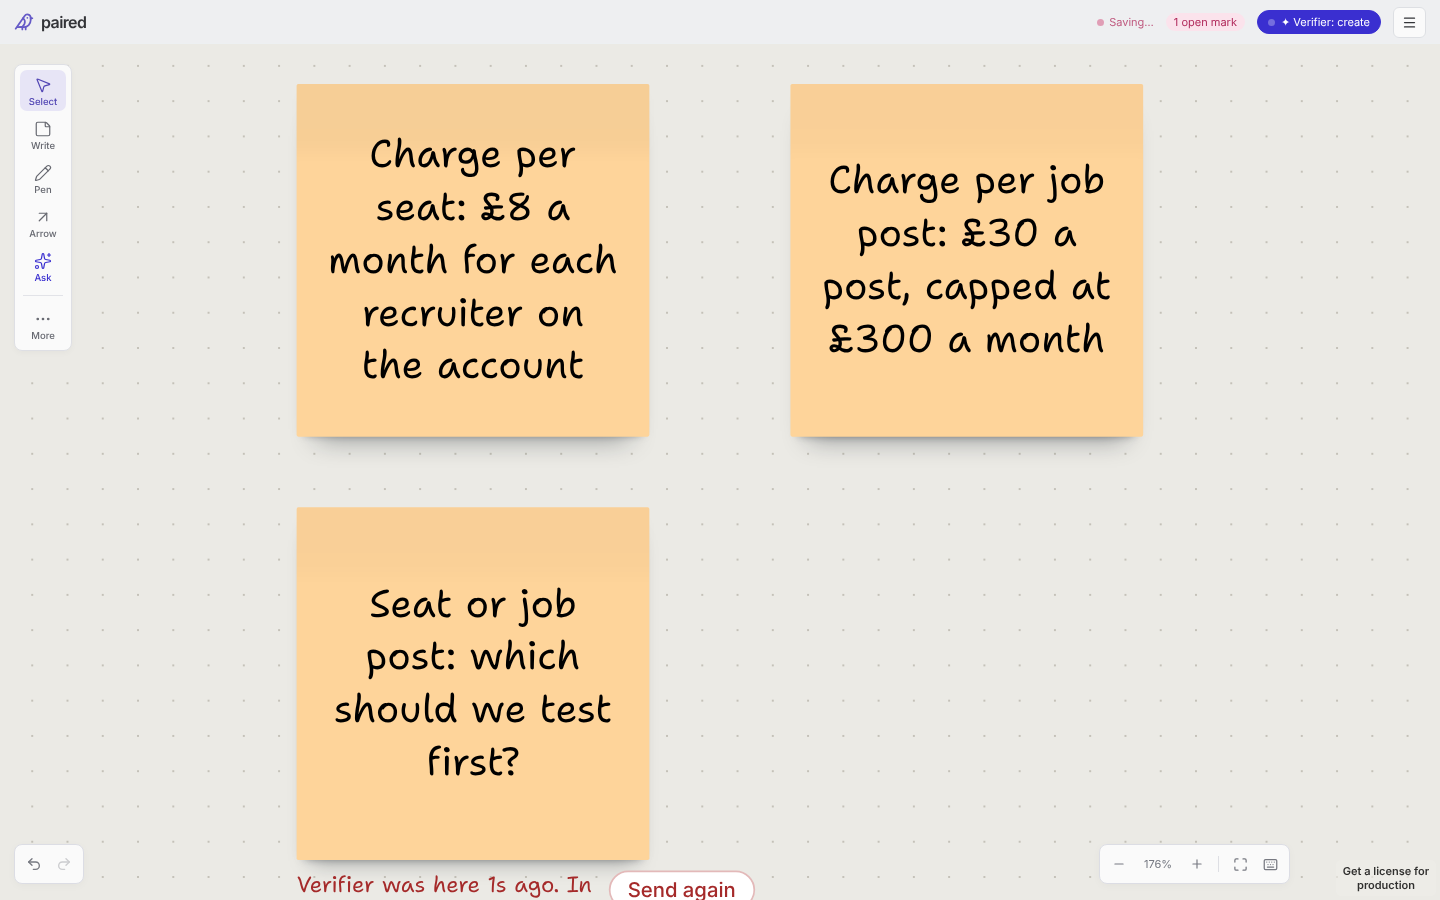 paired
Saving...
1 open mark
✦ Verifier: create
Select
Write
Pen
Arrow
Ask
More
Charge per
seat: £8 a
month for each
recruiter on
the account
Charge per job
post: £30 a
post, capped at
£300 a month
Seat or job
post: which
should we test
first?
Verifier was here 1s ago. In
Send again
176%
Get a license for
production